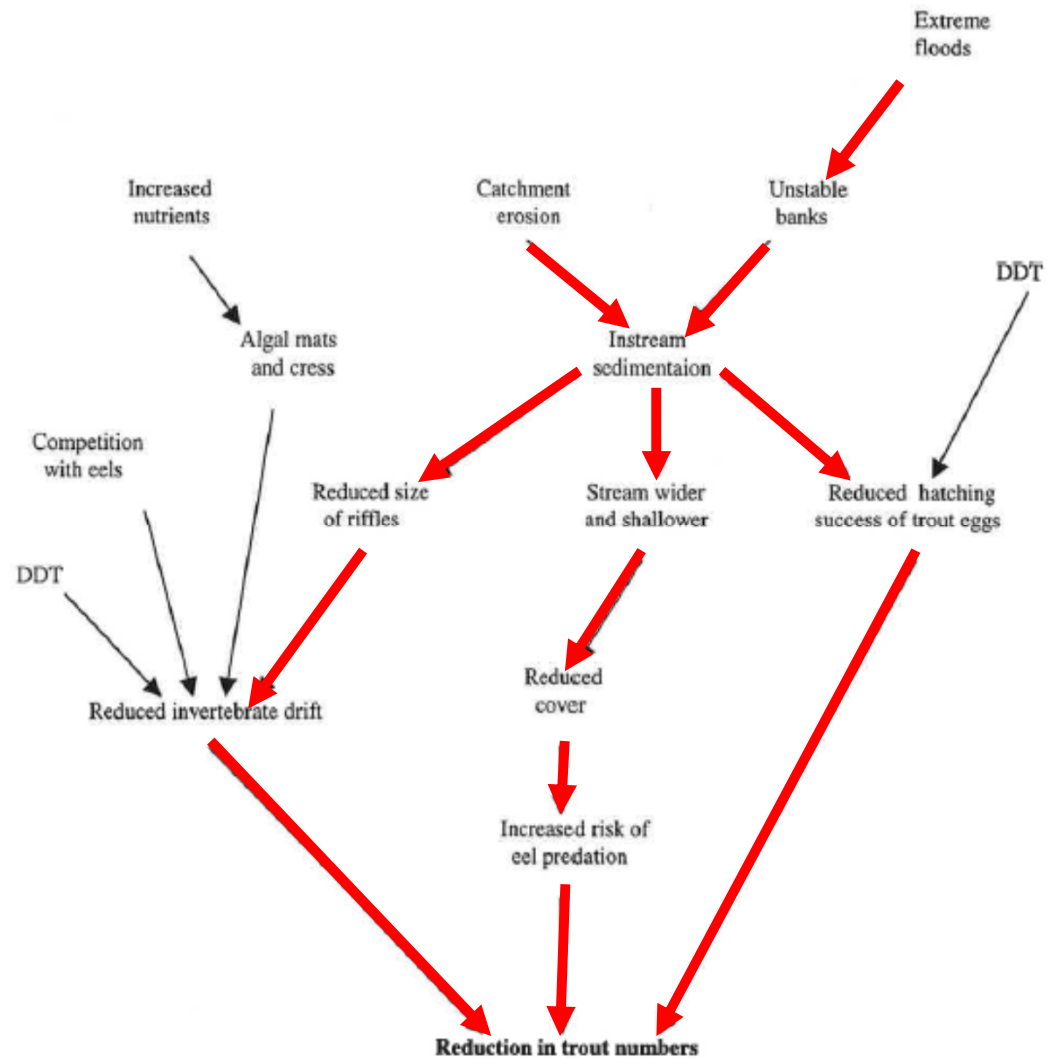 Extreme
floods
Increased
nutrients
Catchment
erosion
Unstable
banks
DDT
Algal mats
and cress
Instream
sedimentaion
Competition
with eels
Reduced size
of riffles
Stream wider
and shallower
Reduced hatching
success of trout eggs
DDT
Reduced invertebrate drift
Reduced
cover
Increased risk of
eel predation
Reduction in trout numbers